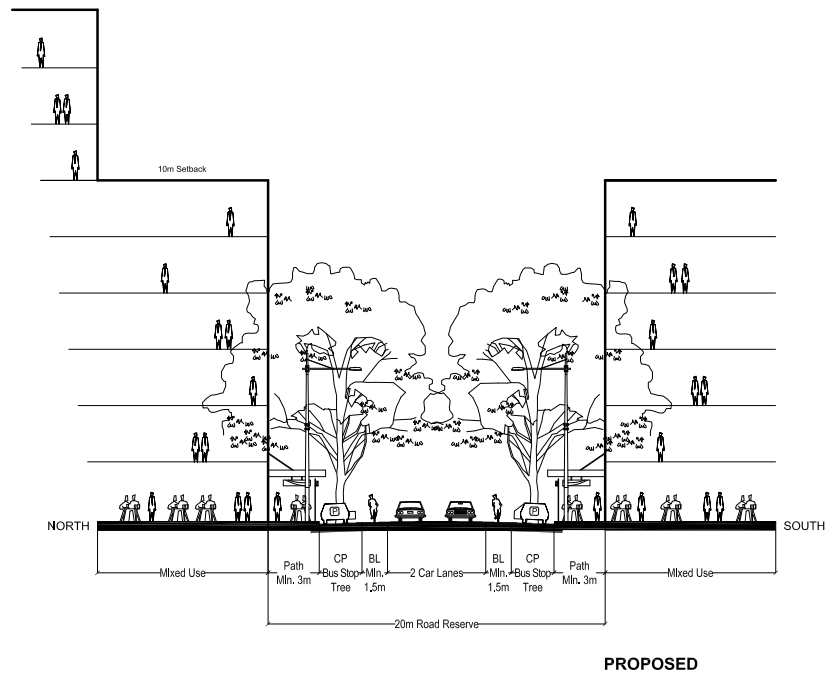 10m Setback
P
P
NORTH
SOUTH
Mixed Use
Path
Min. 3m
CP
Bus Stop
Tree
BL
Min.
1.5m
2 Car Lanes
BL
Min.
1.5m
CP
Bus Stop
Tree
Path
Min. 3m
Mixed Use
20m Road Reserve
PROPOSED